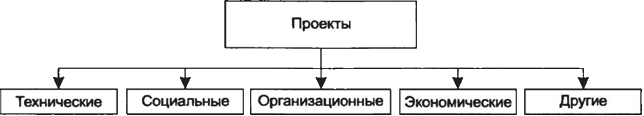 Проекты
Технические
Социальные
Организационные
Экономические
Другие